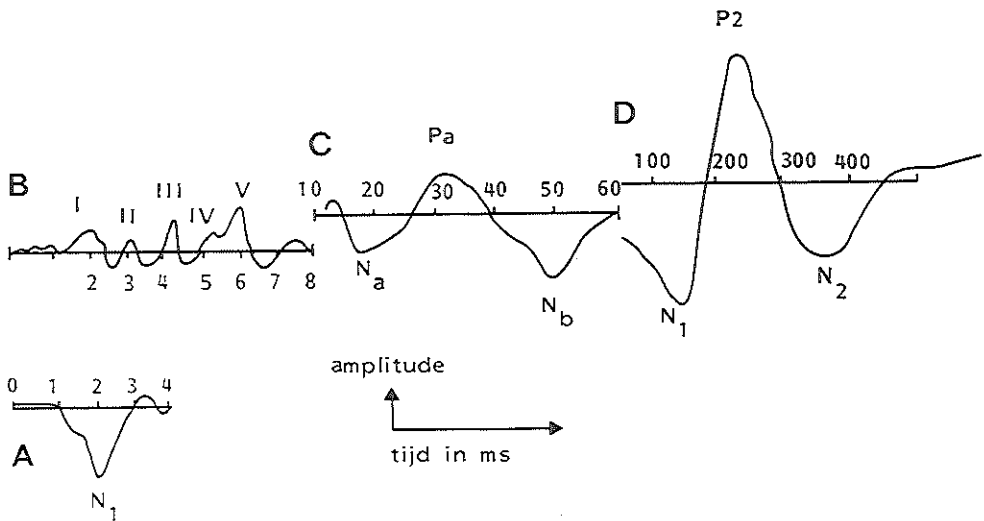 P2
D
C
Pa
100 200 300 400
B
I II III IV V
10 20 30 40 50 60
2 3 4 5 6 7 8
Na
Nb
N1
N2
amplitude
tijd in ms
0 1 2 3 4
A
N1